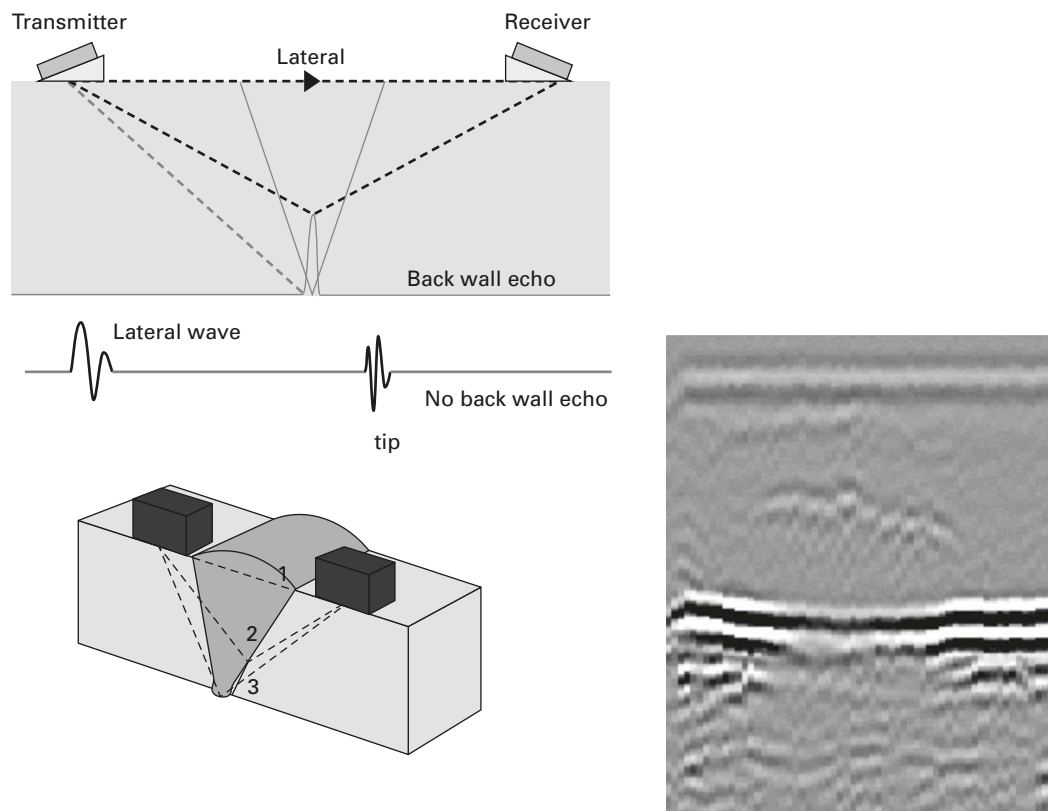 Transmitter
Receiver
Lateral
Back wall echo
Lateral wave
No back wall echo
tip
1
2
3